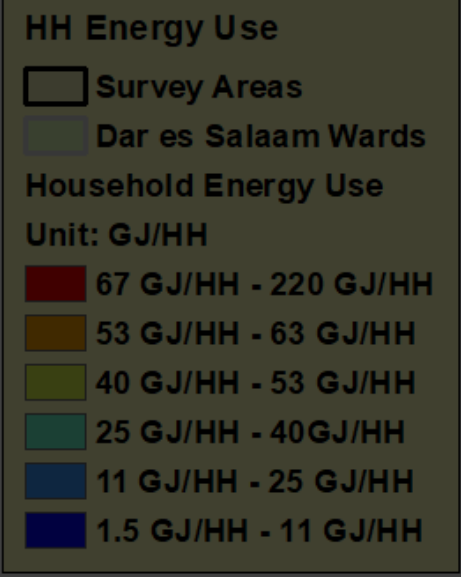 HH Energy Use
Survey Areas
Dar es Salaam Wards
Household Energy Use
Unit: GJ/HH
67 GJ/HH - 220 GJ/HH
53 GJ/HH - 63 GJ/HH
40 GJ/HH - 53 GJ/HH
25 GJ/HH - 40GJ/HH
11 GJ/HH - 25 GJ/HH
1.5 GJ/HH - 11 GJ/HH